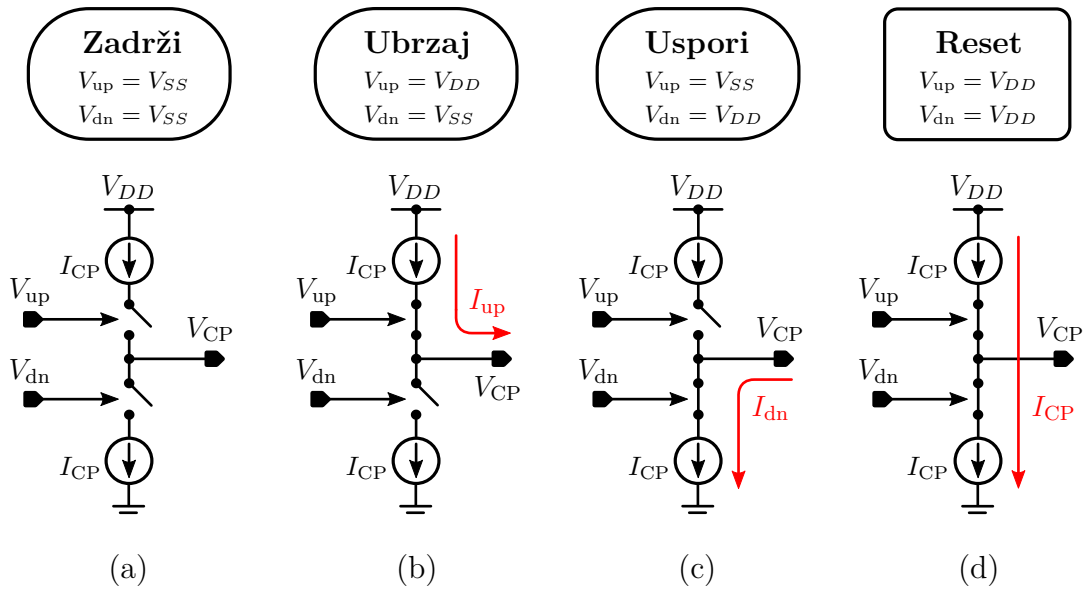 Zadrži
V_up = V_SS
V_dn = V_SS
Ubrzaj
V_up = V_DD
V_dn = V_SS
Uspori
V_up = V_SS
V_dn = V_DD
Reset
V_up = V_DD
V_dn = V_DD
V_DD
I_CP
V_up
V_CP
V_dn
I_CP
(a)
V_DD
I_CP
I_up
V_up
V_CP
V_dn
I_CP
(b)
V_DD
I_CP
V_up
V_CP
V_dn
I_dn
I_CP
(c)
V_DD
I_CP
V_up
V_CP
V_dn
I_CP
I_CP
(d)